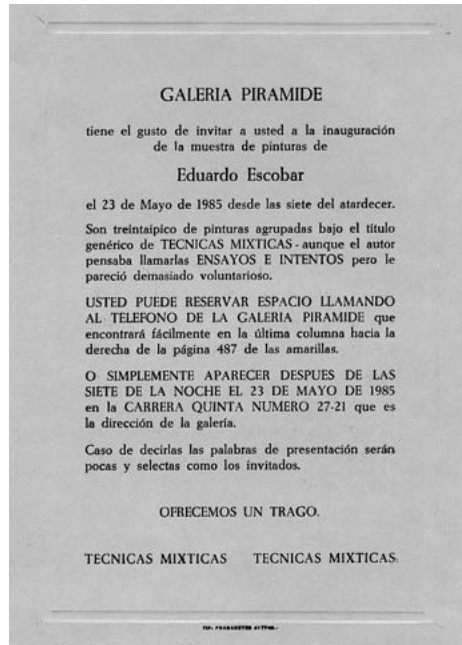 GALERIA PIRAMIDE
tiene el gusto de invitar a usted a la inauguración
de la muestra de pinturas de
Eduardo Escobar
el 23 de Mayo de 1985 desde las siete del atardecer.
Son treintaipico de pinturas agrupadas bajo el título
genérico de TECNICAS MIXTICAS - aunque el autor
pensaba llamarlas ENSAYOS E INTENTOS pero le
pareció demasiado voluntarioso.
USTED PUEDE RESERVAR ESPACIO LLAMANDO
AL TELEFONO DE LA GALERIA PIRAMIDE que
encontrará fácilmente en la última columna hacia la
derecha de la página 487 de las amarillas.
O SIMPLEMENTE APARECER DESPUES DE LAS
SIETE DE LA NOCHE EL 23 DE MAYO DE 1985
en la CARRERA QUINTA NUMERO 27-21 que es
la dirección de la galería.
Caso de decirlas las palabras de presentación serán
pocas y selectas como los invitados.
OFRECEMOS UN TRAGO.
TECNICAS MIXTICAS TECNICAS MIXTICAS.